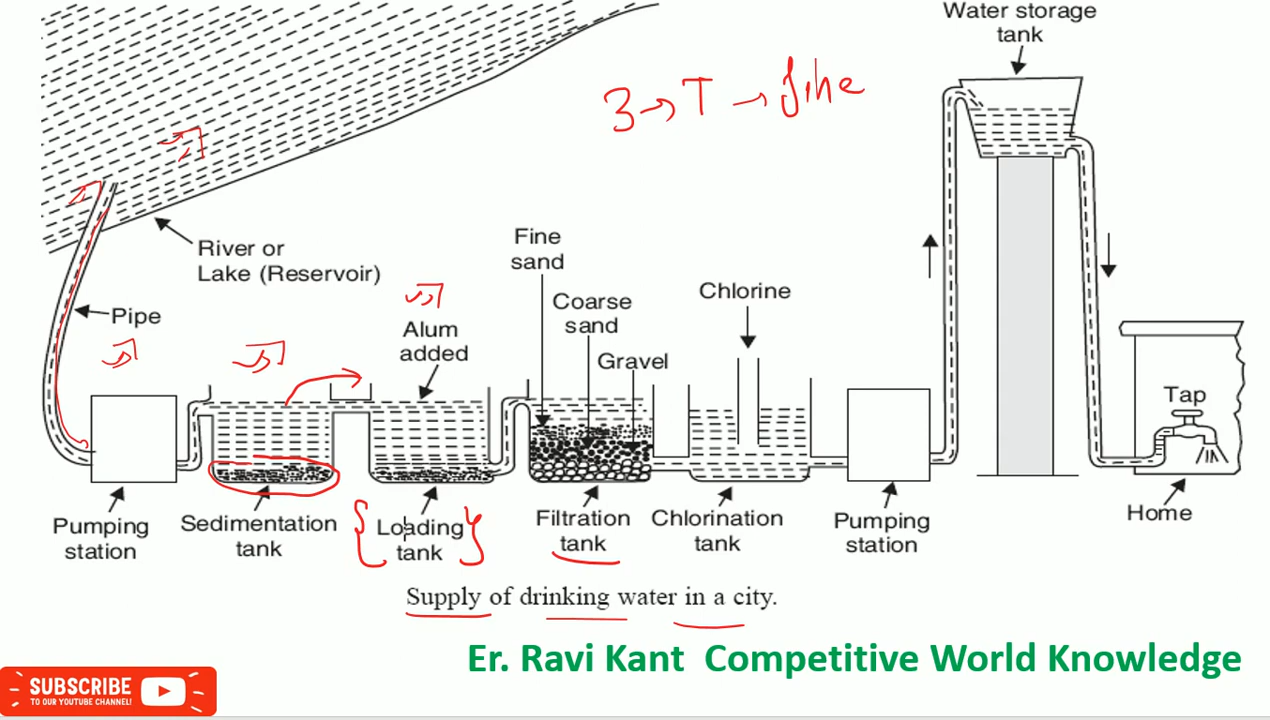 Water storage
tank
3 → T → fine
River or
Lake (Reservoir)
Pipe
Fine
sand
Coarse
sand
Gravel
Alum
added
Chlorine
Tap
Pumping
station
Sedimentation
tank
Loading
tank
Filtration
tank
Chlorination
tank
Pumping
station
Home
Supply of drinking water in a city.
Er. Ravi Kant Competitive World Knowledge
SUBSCRIBE
TO OUR YOUTUBE CHANNEL!